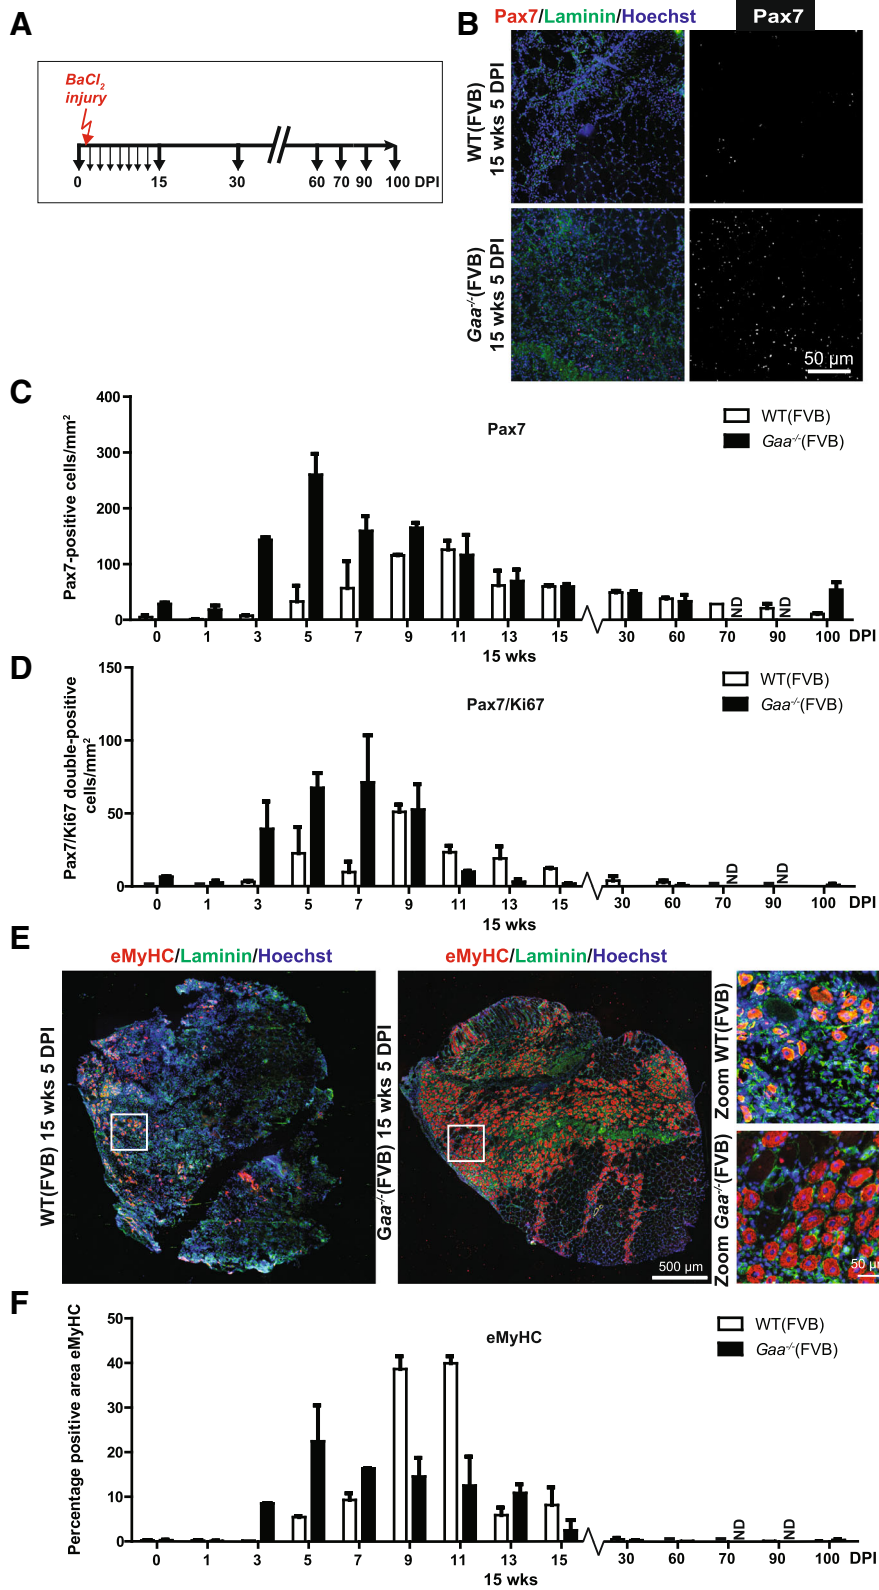 A
BaCl2
injury
0 15 30 60 70 90 100 DPI
B
Pax7/Laminin/Hoechst
Pax7
WT(FVB)
15 wks 5 DPI
Gaa-/-(FVB)
15 wks 5 DPI
50 µm
C
Pax7-positive cells/mm2
400
300
200
100
0
Pax7
WT(FVB)
Gaa-/-(FVB)
ND
ND
0 1 3 5 7 9 11 13 15 30 60 70 90 100 DPI
15 wks
D
Pax7/Ki67 double-positive
cells/mm2
150
100
50
0
Pax7/Ki67
WT(FVB)
Gaa-/-(FVB)
ND
ND
0 1 3 5 7 9 11 13 15 30 60 70 90 100 DPI
15 wks
E
eMyHC/Laminin/Hoechst
eMyHC/Laminin/Hoechst
WT(FVB) 15 wks 5 DPI
Gaa-/-(FVB) 15 wks 5 DPI
500 µm
Zoom WT(FVB)
Zoom Gaa-/-(FVB)
50 µ
F
Percentage positive area eMyHC
50
40
30
20
10
0
eMyHC
WT(FVB)
Gaa-/-(FVB)
ND
ND
0 1 3 5 7 9 11 13 15 30 60 70 90 100 DPI
15 wks